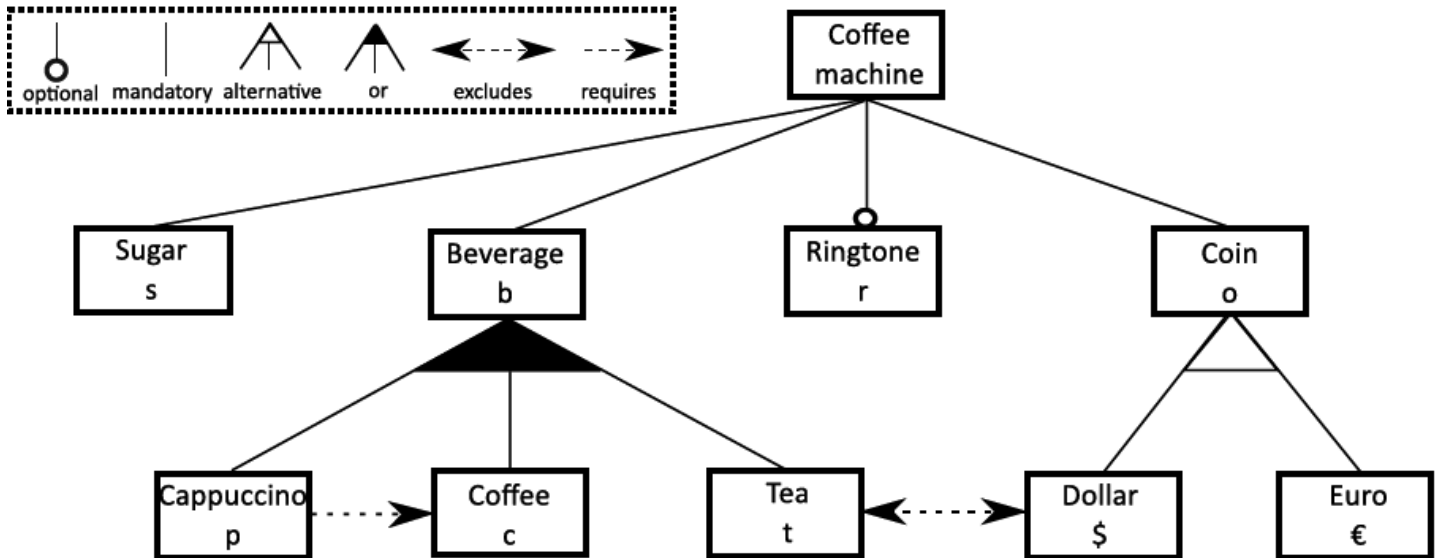 optional mandatory alternative or excludes requires
Coffee
machine
Sugar
s
Beverage
b
Ringtone
r
Coin
o
Cappuccino
p
Coffee
c
Tea
t
Dollar
$
Euro
€